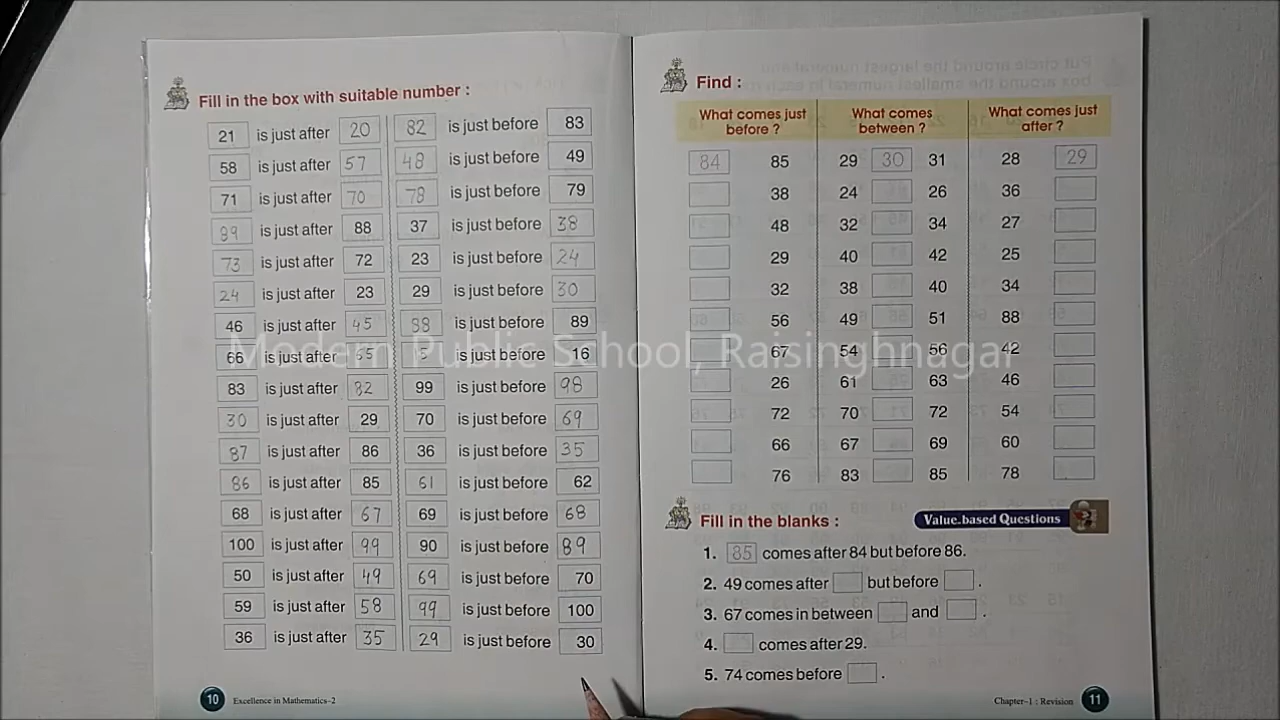 Fill in the box with suitable number :
21 is just after 20 82 is just before 83
58 is just after 57 48 is just before 49
71 is just after 70 78 is just before 79
89 is just after 88 37 is just before 38
73 is just after 72 23 is just before 24
24 is just after 23 29 is just before 30
46 is just after 45 88 is just before 89
66 is just after 65 15 is just before 16
83 is just after 82 99 is just before 98
30 is just after 29 70 is just before 69
87 is just after 86 36 is just before 35
86 is just after 85 61 is just before 62
68 is just after 67 69 is just before 68
100 is just after 99 90 is just before 89
50 is just after 49 69 is just before 70
59 is just after 58 99 is just before 100
36 is just after 35 29 is just before 30
10 Excellence in Mathematics-2
Find :
What comes just before ? What comes between ? What comes just after ?
84 85 29 30 31 28 29
38 24 26 36
48 32 34 27
29 40 42 25
32 38 40 34
56 49 51 88
67 54 56 42
26 61 63 46
72 70 72 54
66 67 69 60
76 83 85 78
Fill in the blanks : Value-based Questions
1. 85 comes after 84 but before 86.
2. 49 comes after but before .
3. 67 comes in between and .
4. comes after 29.
5. 74 comes before .
Chapter-1 : Revision 11
Modern Public School, Raisinghnagar